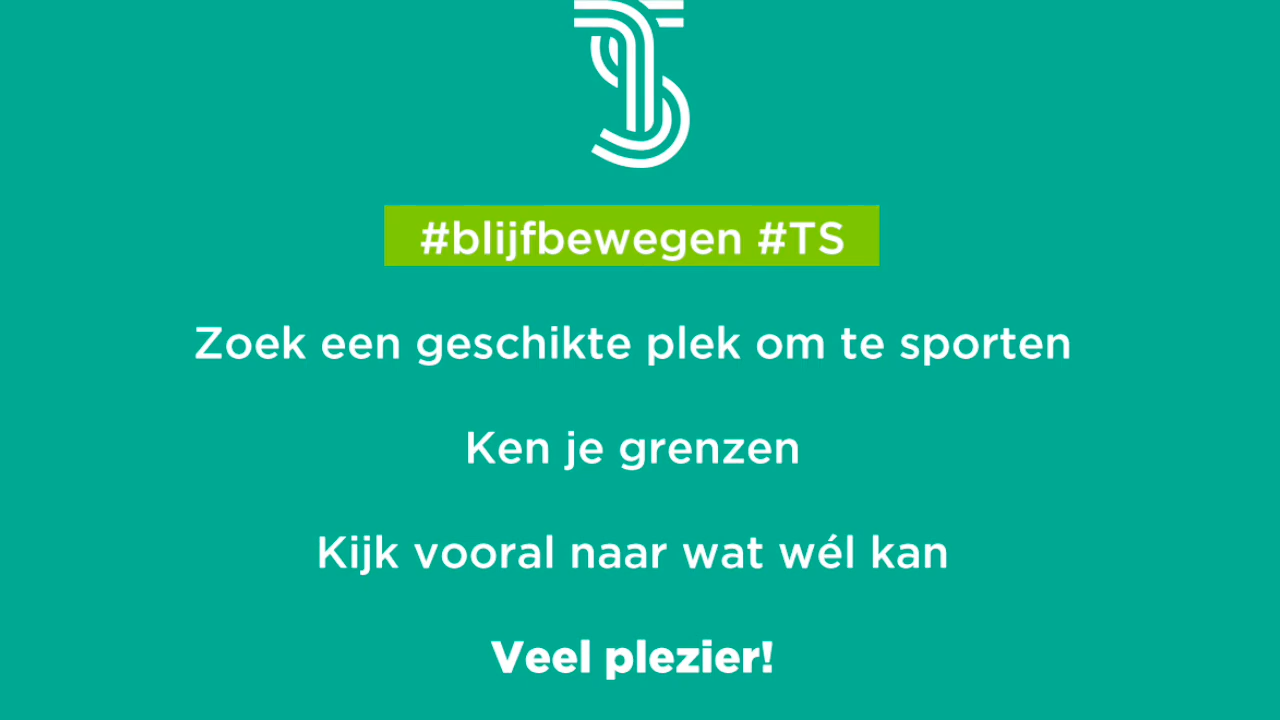 #blijfbewegen #TS
Zoek een geschikte plek om te sporten
Ken je grenzen
Kijk vooral naar wat wél kan
Veel plezier!